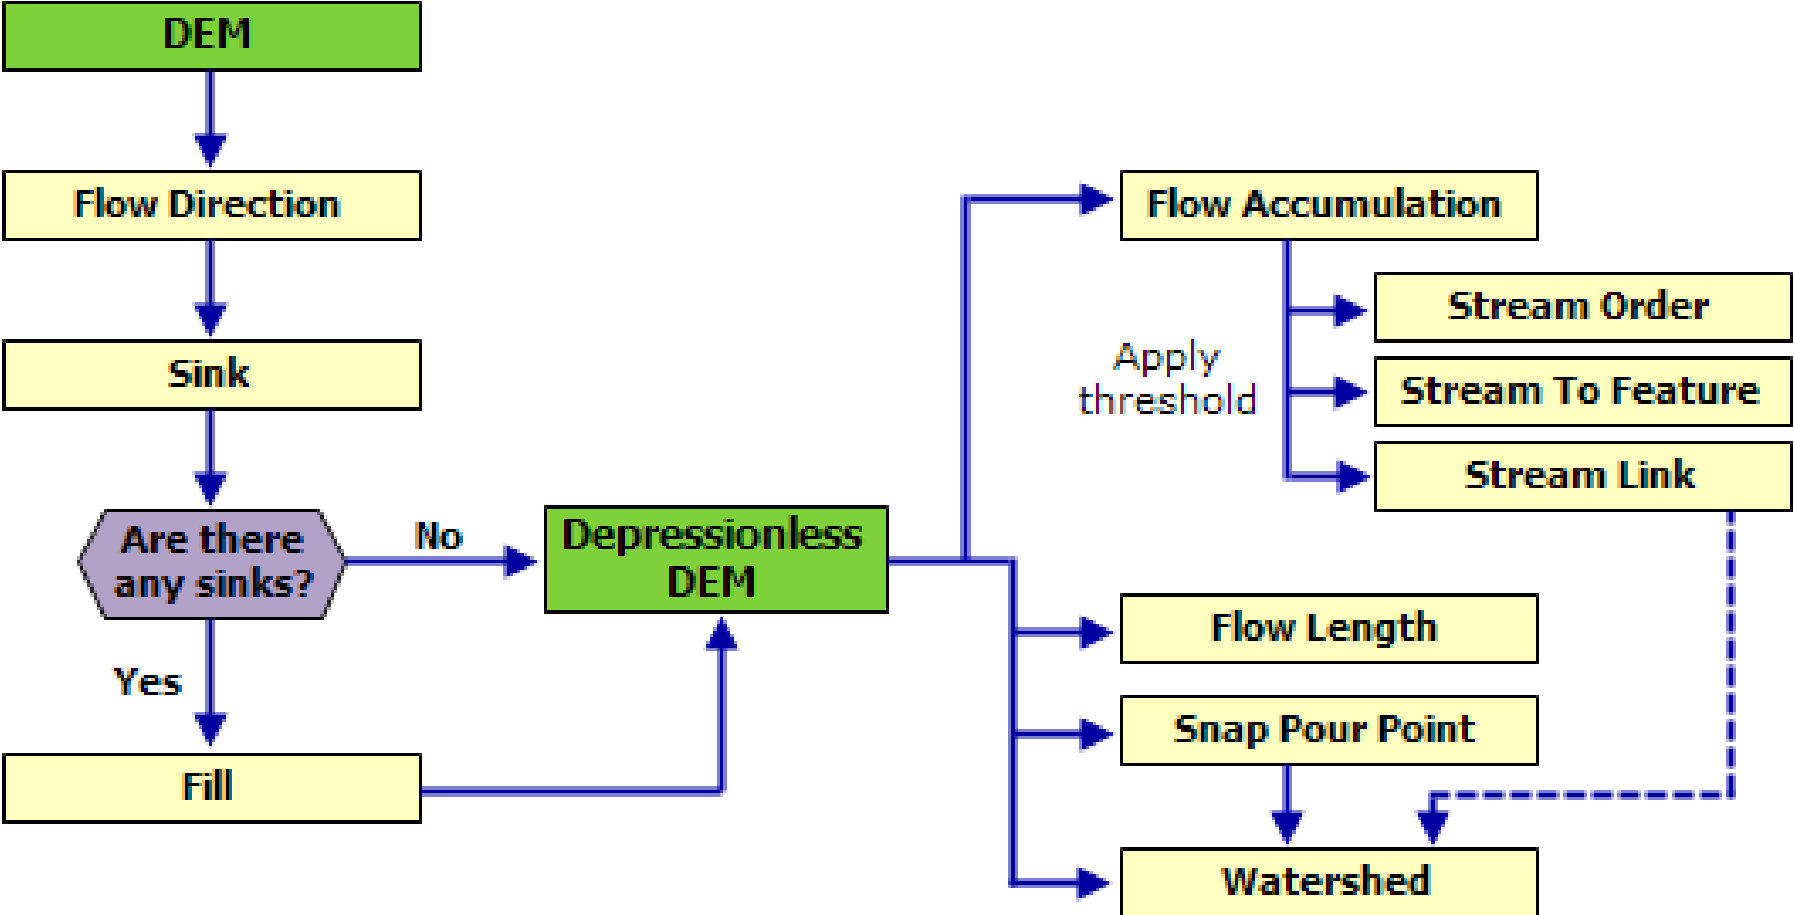 DEM
Flow Direction
Sink
Are there
any sinks?
No
Yes
Fill
Depressionless
DEM
Flow Accumulation
Apply
threshold
Stream Order
Stream To Feature
Stream Link
Flow Length
Snap Pour Point
Watershed